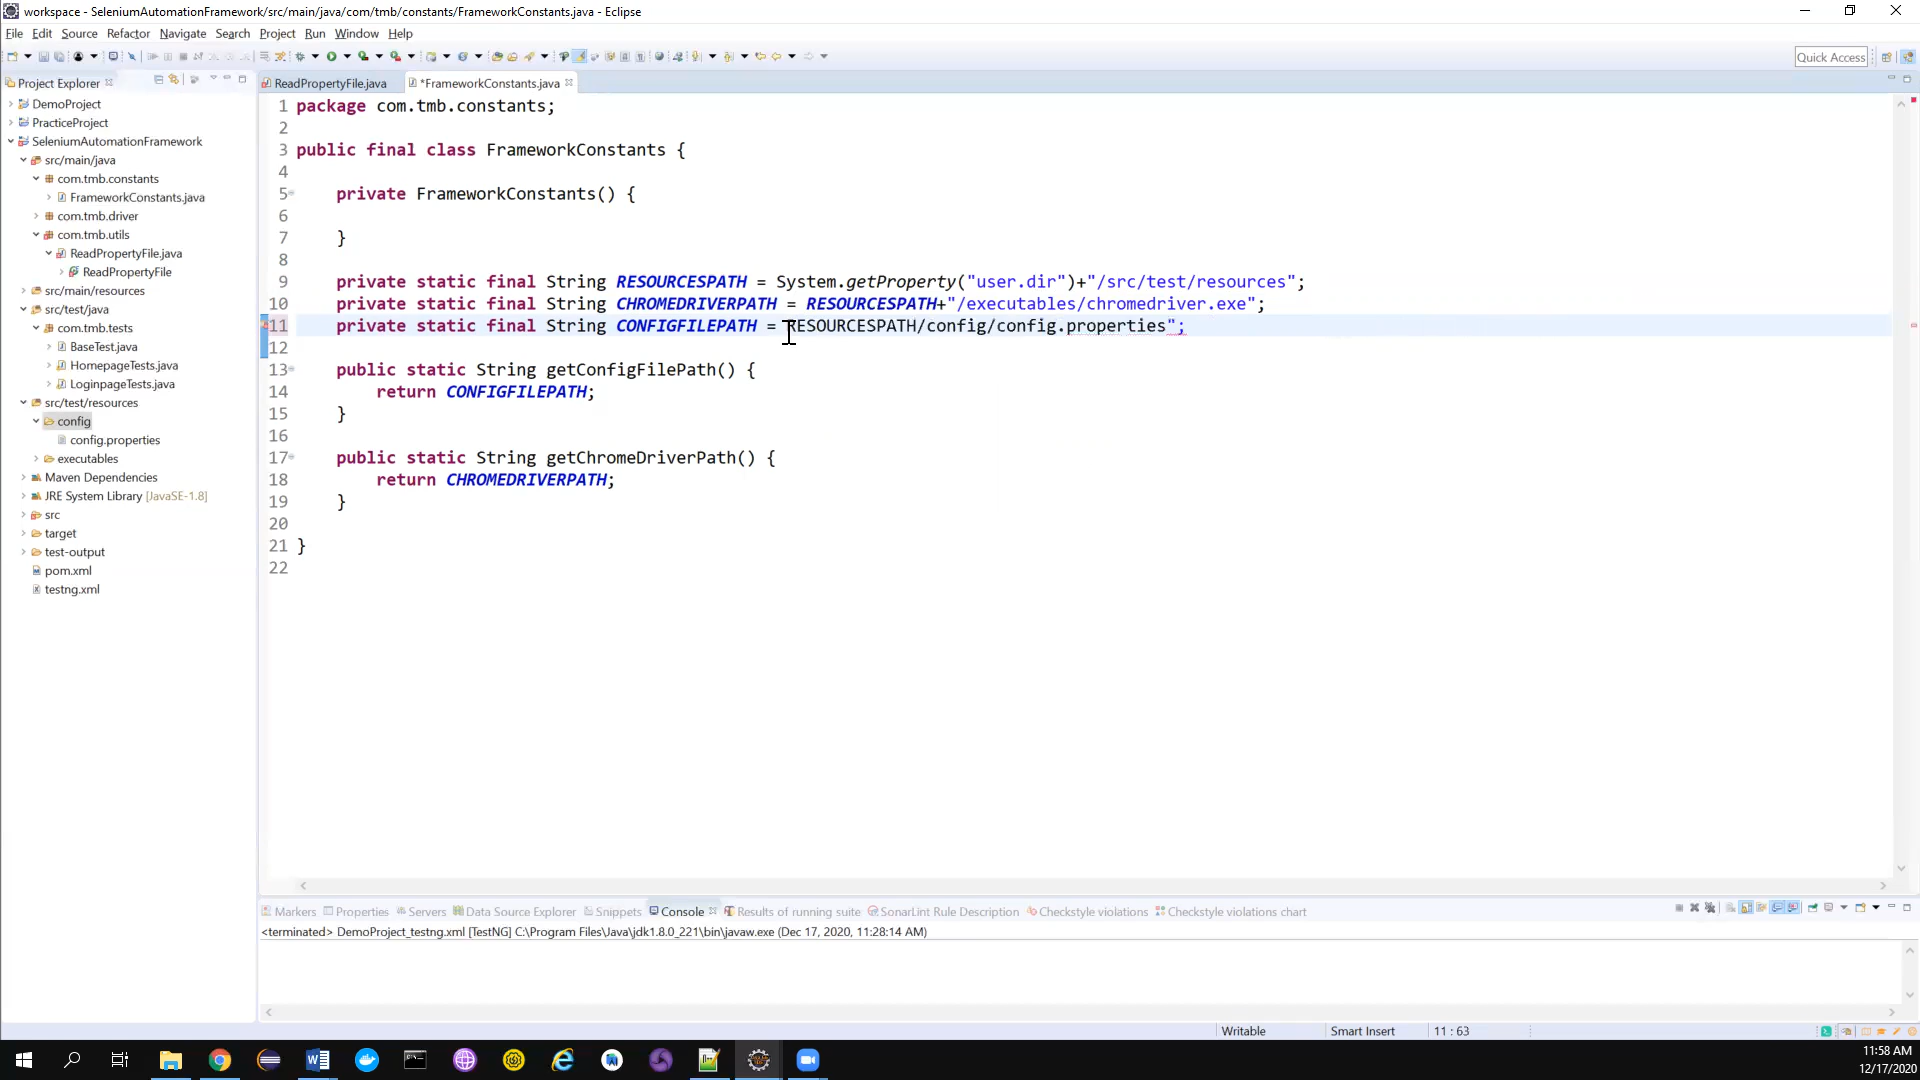 workspace - SeleniumAutomationFramework/src/main/java/com/tmb/constants/FrameworkConstants.java - Eclipse
File Edit Source Refactor Navigate Search Project Run Window Help
Quick Access
Project Explorer
ReadPropertyFile.java
*FrameworkConstants.java
DemoProject
PracticeProject
SeleniumAutomationFramework
src/main/java
com.tmb.constants
FrameworkConstants.java
com.tmb.driver
com.tmb.utils
ReadPropertyFile.java
ReadPropertyFile
src/main/resources
src/test/java
com.tmb.tests
BaseTest.java
HomepageTests.java
LoginpageTests.java
src/test/resources
config
config.properties
executables
Maven Dependencies
JRE System Library [JavaSE-1.8]
src
target
test-output
pom.xml
testng.xml
1 package com.tmb.constants;
2
3 public final class FrameworkConstants {
4
5 private FrameworkConstants() {
6
7 }
8
9 private static final String RESOURCESPATH = System.getProperty("user.dir")+"/src/test/resources";
10 private static final String CHROMEDRIVERPATH = RESOURCESPATH+"/executables/chromedriver.exe";
11 private static final String CONFIGFILEPATH = RESOURCESPATH/config/config.properties";
12
13 public static String getConfigFilePath() {
14 return CONFIGFILEPATH;
15 }
16
17 public static String getChromeDriverPath() {
18 return CHROMEDRIVERPATH;
19 }
20
21 }
22
Markers Properties Servers Data Source Explorer Snippets Console Results of running suite SonarLint Rule Description Checkstyle violations Checkstyle violations chart
<terminated> DemoProject_testng.xml [TestNG] C:\Program Files\Java\jdk1.8.0_221\bin\javaw.exe (Dec 17, 2020, 11:28:14 AM)
Writable Smart Insert 11 : 63
11:58 AM
12/17/2020